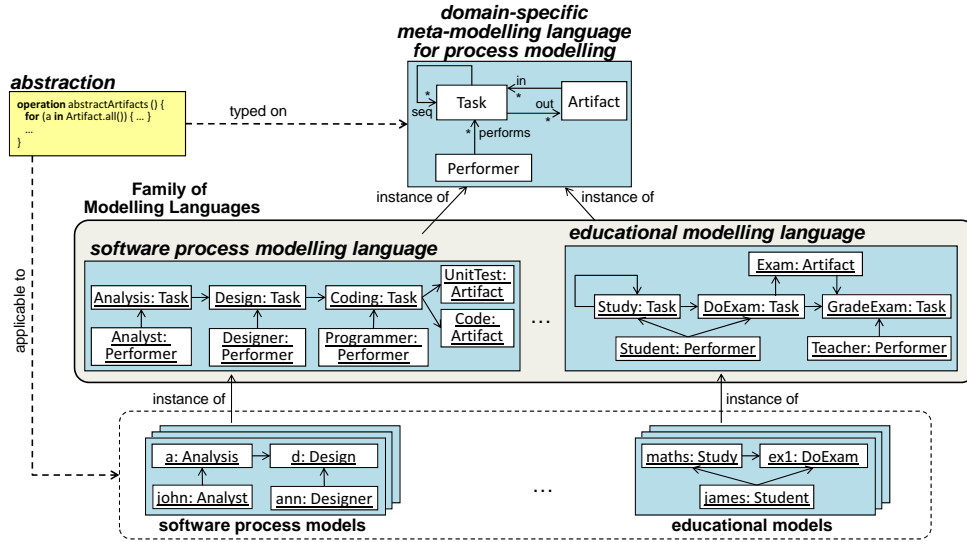 domain-specific
meta-modelling language
for process modelling
abstraction
operation abstractArtifacts () {
for (a in Artifact.all()) { ... }
...
}
typed on
in
*
Task
Artifact
*
seq
out
*
* performs
Performer
instance of
instance of
Family of
Modelling Languages
applicable to
software process modelling language
Analysis: Task
Design: Task
Coding: Task
UnitTest:
Artifact
Code:
Artifact
Analyst:
Performer
Designer:
Performer
Programmer:
Performer
...
educational modelling language
Exam: Artifact
Study: Task
DoExam: Task
GradeExam: Task
Student: Performer
Teacher: Performer
instance of
instance of
a: Analysis
d: Design
john: Analyst
ann: Designer
software process models
...
maths: Study
ex1: DoExam
james: Student
educational models